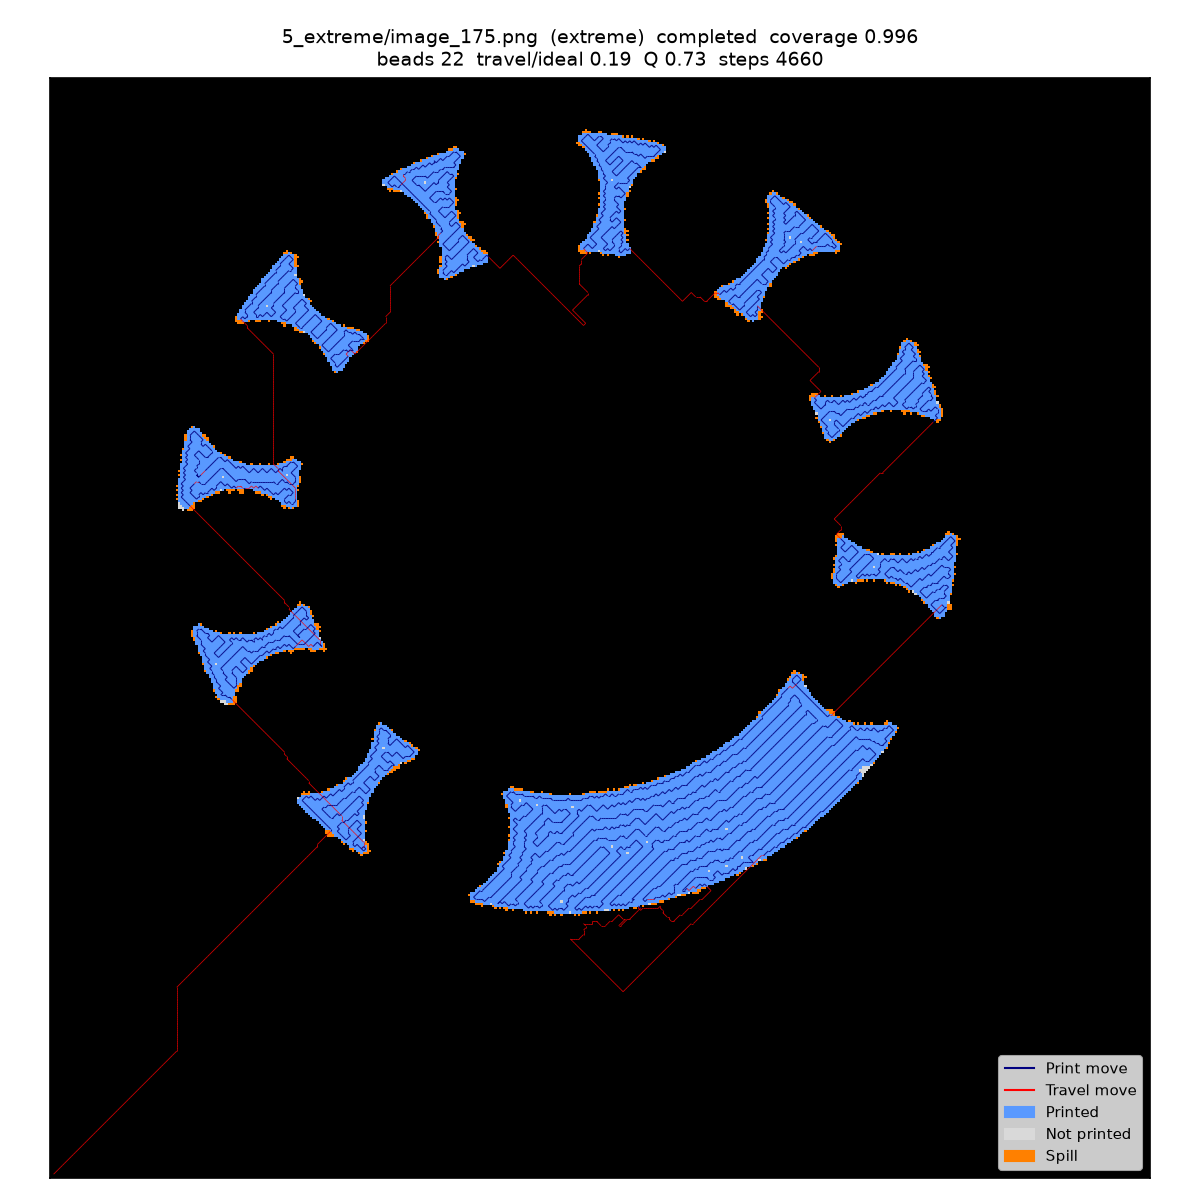 5_extreme/image_175.png  (extreme)  completed  coverage 0.996
beads 22  travel/ideal 0.19  Q 0.73  steps 4660
Print move
Travel move
Printed
Not printed
Spill